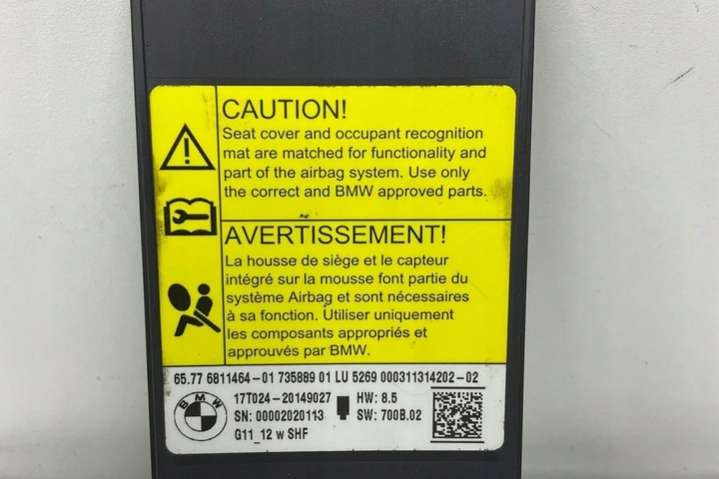 CAUTION!
Seat cover and occupant recognition
mat are matched for functionality and
part of the airbag system. Use only
the correct and BMW approved parts.
AVERTISSEMENT!
La housse de siège et le capteur
intégré sur la mousse font partie du
système Airbag et sont nécessaires
à sa fonction. Utiliser uniquement
les composants appropriés et
approuvés par BMW.
65.77 6811464-01 735889 01 LU 5269 000311314202-02
BMW
17T024-20149027 HW: 8.5
SN: 00002020113 SW: 700B.02
G11_12 w SHF